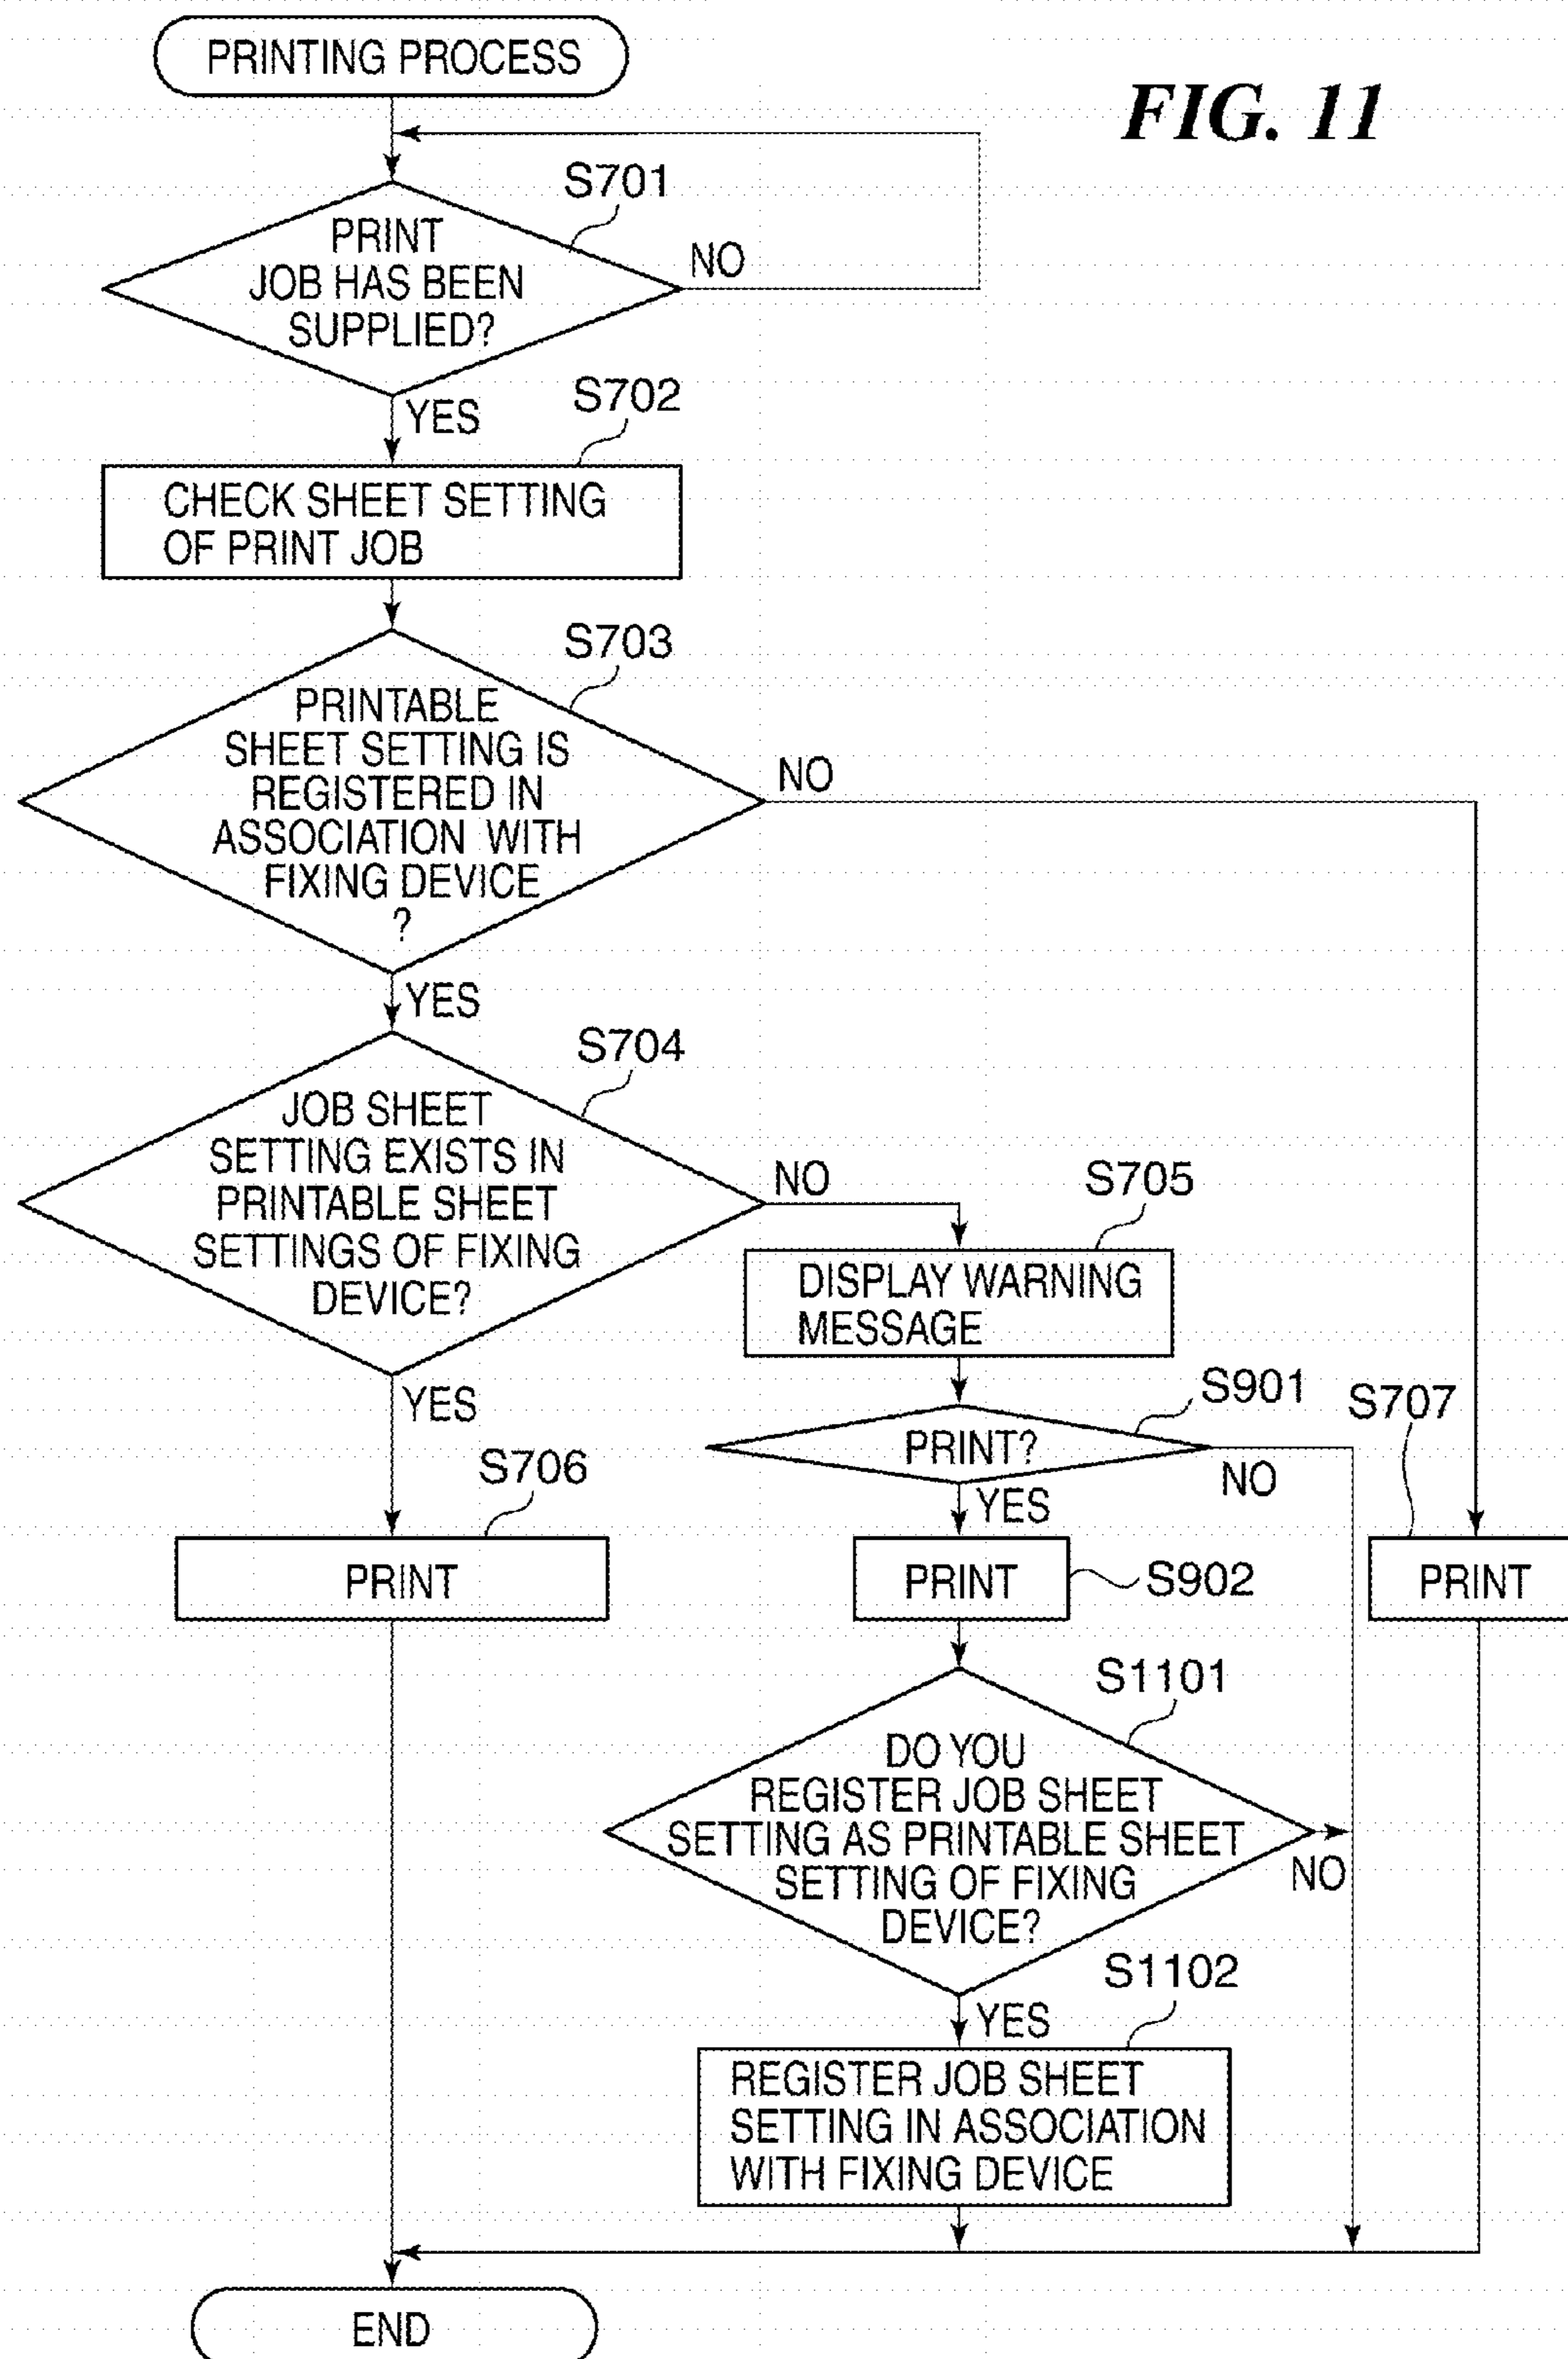 PRINTING PROCESS
FIG. 11
S701
PRINT
JOB HAS BEEN
SUPPLIED?
NO
YES
S702
CHECK SHEET SETTING
OF PRINT JOB
S703
PRINTABLE
SHEET SETTING IS
REGISTERED IN
ASSOCIATION WITH
FIXING DEVICE
?
NO
YES
S704
JOB SHEET
SETTING EXISTS IN
PRINTABLE SHEET
SETTINGS OF FIXING
DEVICE?
NO
YES
S705
DISPLAY WARNING
MESSAGE
S901
PRINT?
NO
YES
S707
S706
PRINT
PRINT
S902
PRINT
S1101
DO YOU
REGISTER JOB SHEET
SETTING AS PRINTABLE SHEET
SETTING OF FIXING
DEVICE?
NO
YES
S1102
REGISTER JOB SHEET
SETTING IN ASSOCIATION
WITH FIXING DEVICE
END